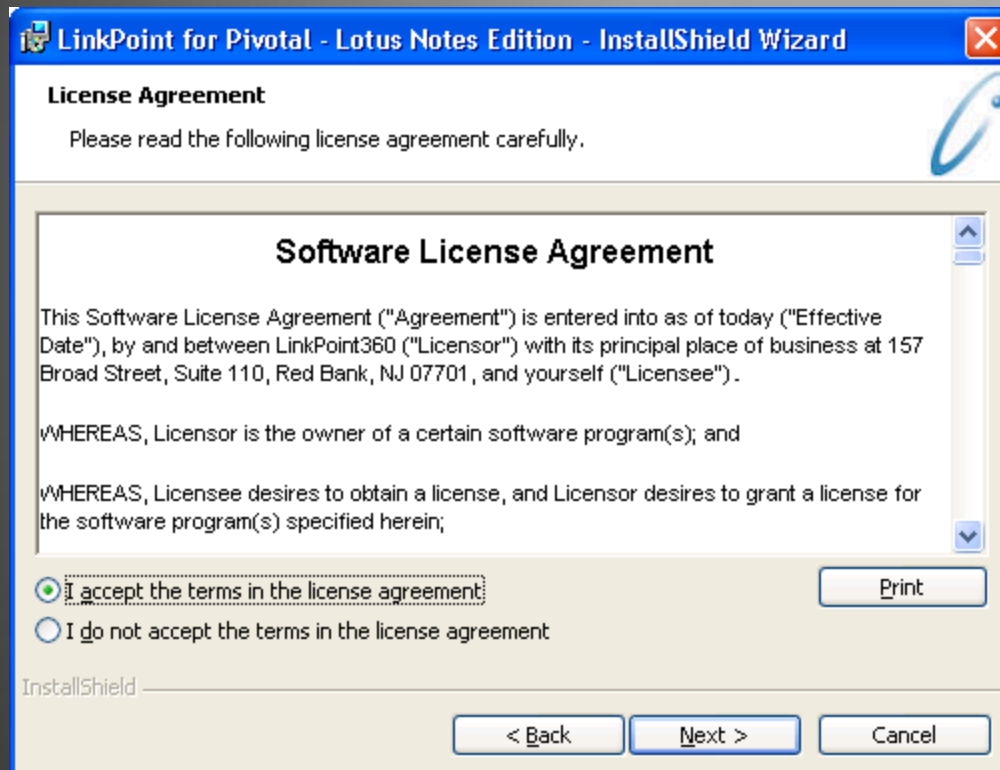 LinkPoint for Pivotal - Lotus Notes Edition - InstallShield Wizard
License Agreement
Please read the following license agreement carefully.
Software License Agreement
This Software License Agreement ("Agreement") is entered into as of today ("Effective
Date"), by and between LinkPoint360 ("Licensor") with its principal place of business at 157
Broad Street, Suite 110, Red Bank, NJ 07701, and yourself ("Licensee").
WHEREAS, Licensor is the owner of a certain software program(s); and
WHEREAS, Licensee desires to obtain a license, and Licensor desires to grant a license for
the software program(s) specified herein;
I accept the terms in the license agreement
Print
I do not accept the terms in the license agreement
InstallShield
< Back
Next >
Cancel